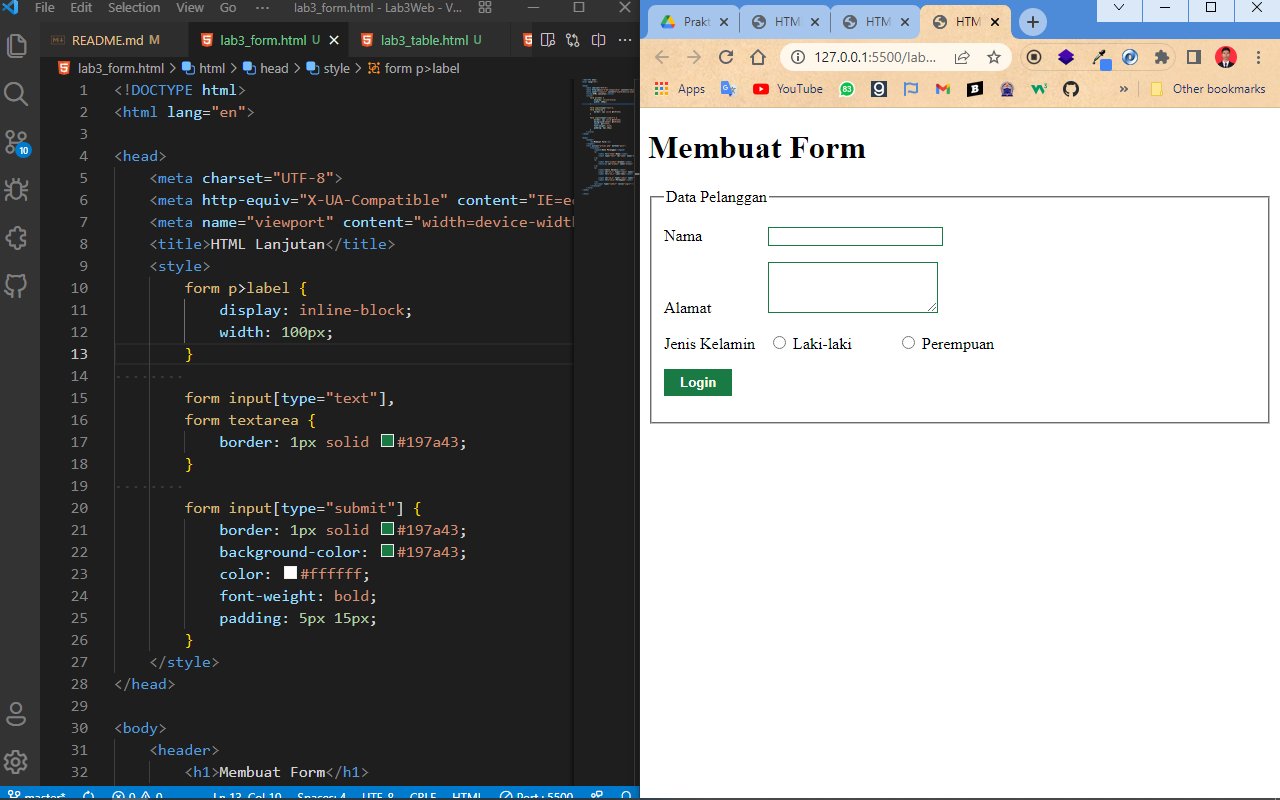 File Edit Selection View Go ··· lab3_form.html - Lab3Web - V...
README.md M lab3_form.html U lab3_table.html U
lab3_form.html > html > head > style > form p>label
1 <!DOCTYPE html>
2 <html lang="en">
3
4 <head>
5 <meta charset="UTF-8">
6 <meta http-equiv="X-UA-Compatible" content="IE=ed
7 <meta name="viewport" content="width=device-width
8 <title>HTML Lanjutan</title>
9 <style>
10 form p>label {
11 display: inline-block;
12 width: 100px;
13 }
14
15 form input[type="text"],
16 form textarea {
17 border: 1px solid #197a43;
18 }
19
20 form input[type="submit"] {
21 border: 1px solid #197a43;
22 background-color: #197a43;
23 color: #ffffff;
24 font-weight: bold;
25 padding: 5px 15px;
26 }
27 </style>
28 </head>
29
30 <body>
31 <header>
32 <h1>Membuat Form</h1>
10
master* 0 0 Ln 13, Col 10 Spaces: 4 UTF-8 CRLF HTML Port : 5500
Prakt HTM HTM HTM
127.0.0.1:5500/lab...
Apps YouTube 83 » Other bookmarks
Membuat Form
Data Pelanggan
Nama
Alamat
Jenis Kelamin Laki-laki Perempuan
Login